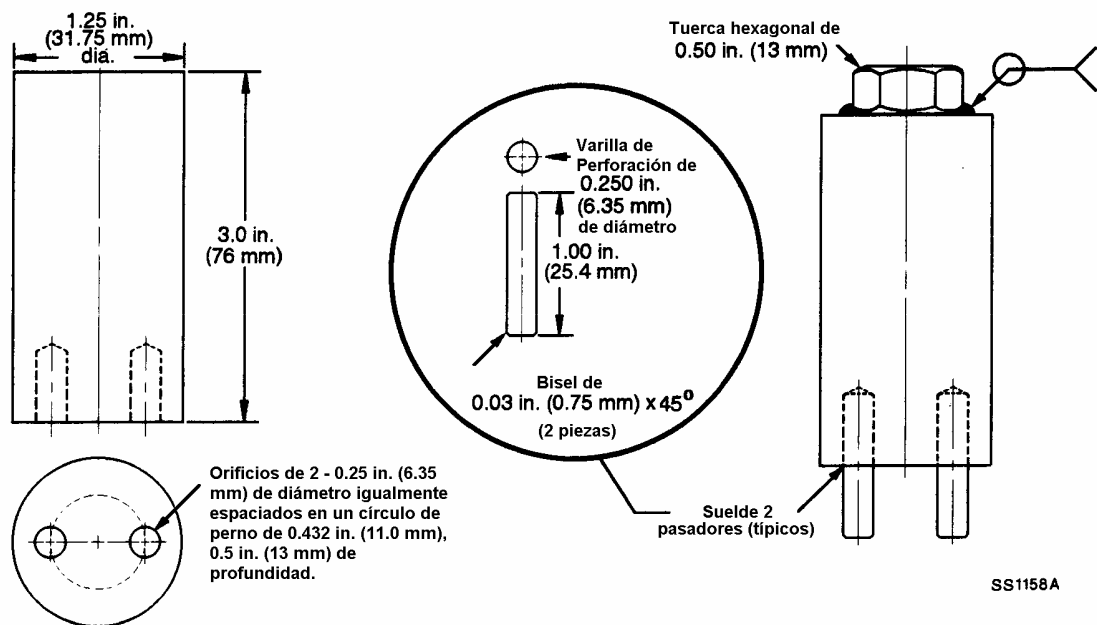 1.25 in.
(31.75 mm)
dia.
3.0 in.
(76 mm)
Orificios de 2 - 0.25 in. (6.35
mm) de diámetro igualmente
espaciados en un círculo de
perno de 0.432 in. (11.0 mm),
0.5 in. (13 mm) de
profundidad.
Varilla de
Perforación de
0.250 in.
(6.35 mm)
de diámetro
1.00 in.
(25.4 mm)
Bisel de
0.03 in. (0.75 mm) x 45°
(2 piezas)
Tuerca hexagonal de
0.50 in. (13 mm)
Suelde 2
pasadores (típicos)
SS1158A